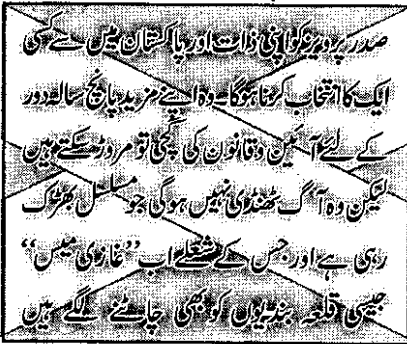 صدر پرویز کو اپنی ذات اور پاکستان میں سے کسی
ایک کا انتخاب کرنا ہوگا۔ وہ اپنے مزید پانچ سالہ دور
کے لئے آئین و قانون کی گچی تو مروڑ سکتے ہیں
لیکن وہ آگ ٹھنڈی نہیں ہوگی جو مسلسل بھڑک
رہی ہے اور جس کے شعلے اب ”غازی میس“
جیسی قلعہ بندیوں کو بھی چاٹنے لگے ہیں